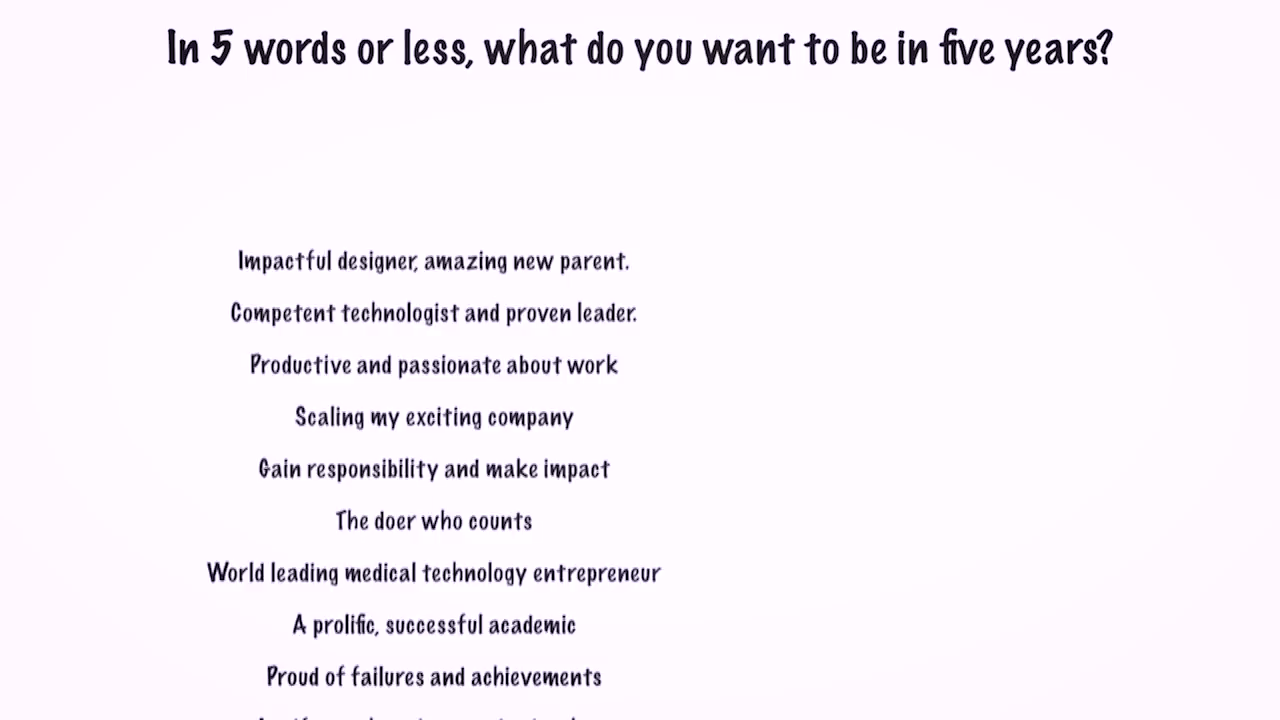 In 5 words or less, what do you want to be in five years?
Impactful designer, amazing new parent.
Competent technologist and proven leader.
Productive and passionate about work
Scaling my exciting company
Gain responsibility and make impact
The doer who counts
World leading medical technology entrepreneur
A prolific, successful academic
Proud of failures and achievements